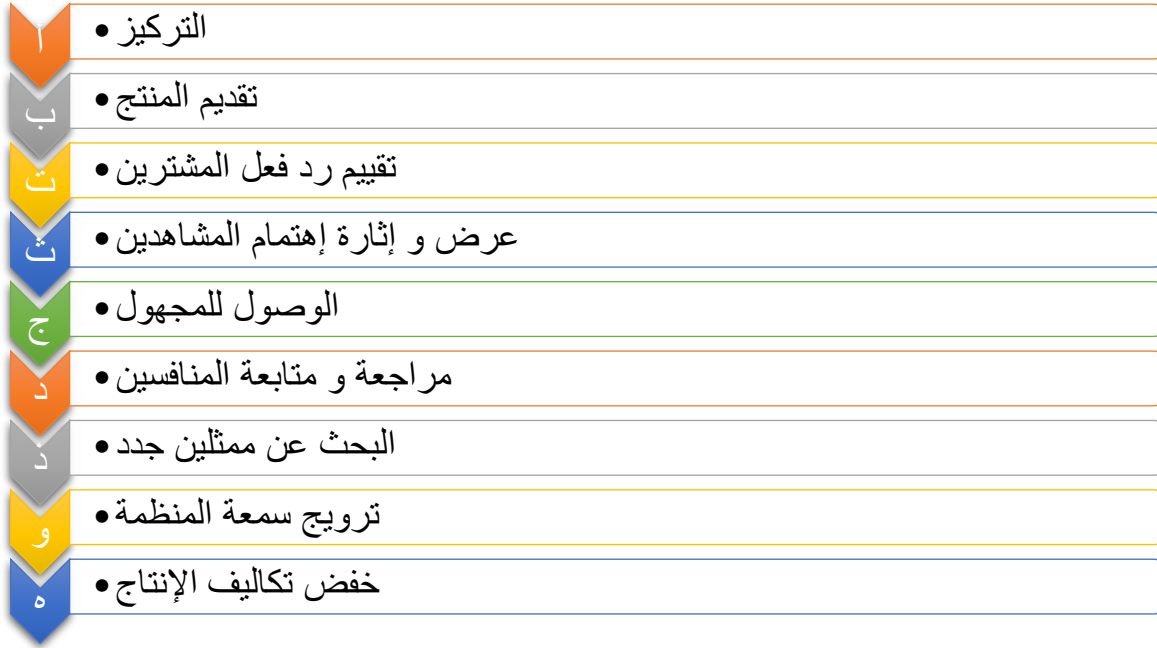 أ
التركيز
ب
تقديم المنتج
ت
تقييم رد فعل المشترين
ث
عرض و إثارة إهتمام المشاهدين
ج
الوصول للمجهول
د
مراجعة و متابعة المنافسين
ذ
البحث عن ممثلين جدد
و
ترويج سمعة المنظمة
ه
خفض تكاليف الإنتاج